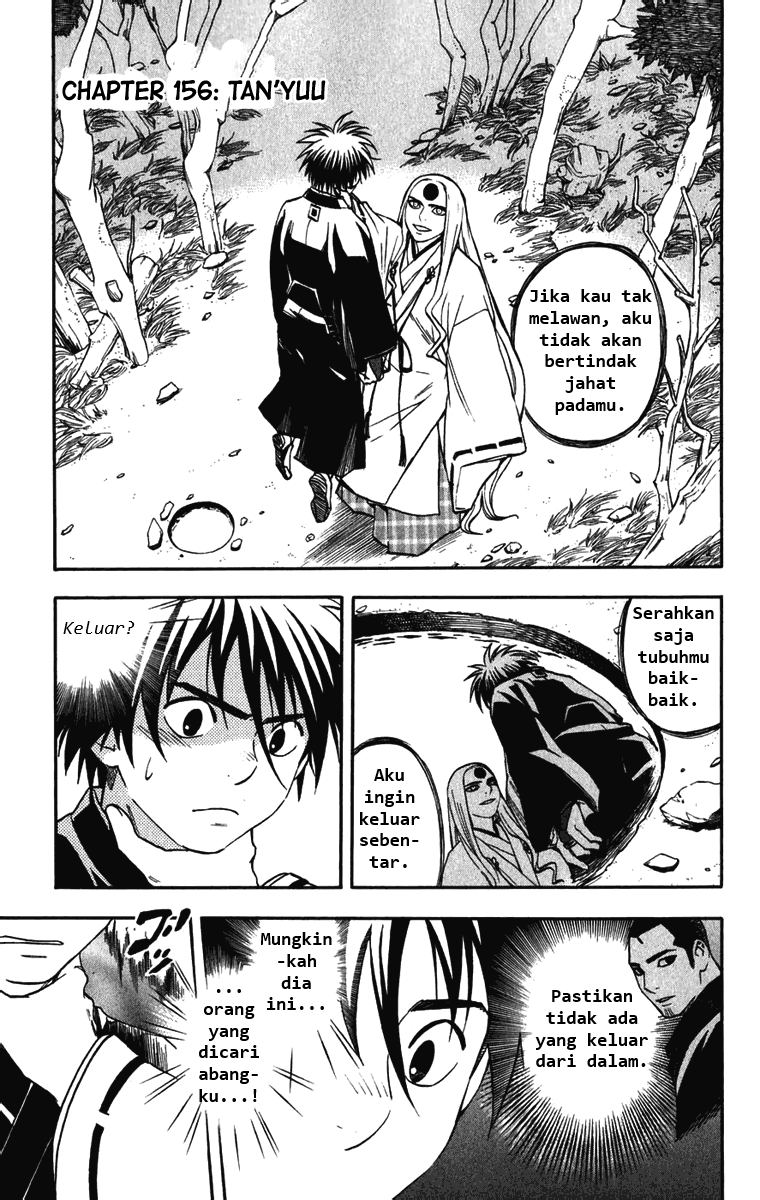 CHAPTER 156: TAN'YUU
Jika kau tak
melawan, aku
tidak akan
bertindak
jahat
padamu.
Serahkan
saja
tubuhmu
baik-
baik.
Aku
ingin
keluar
seben-
tar.
Keluar?
Pastikan
tidak ada
yang keluar
dari dalam.
Mungkin
-kah
dia
ini...
...
orang
yang
dicari
abang-
ku...!